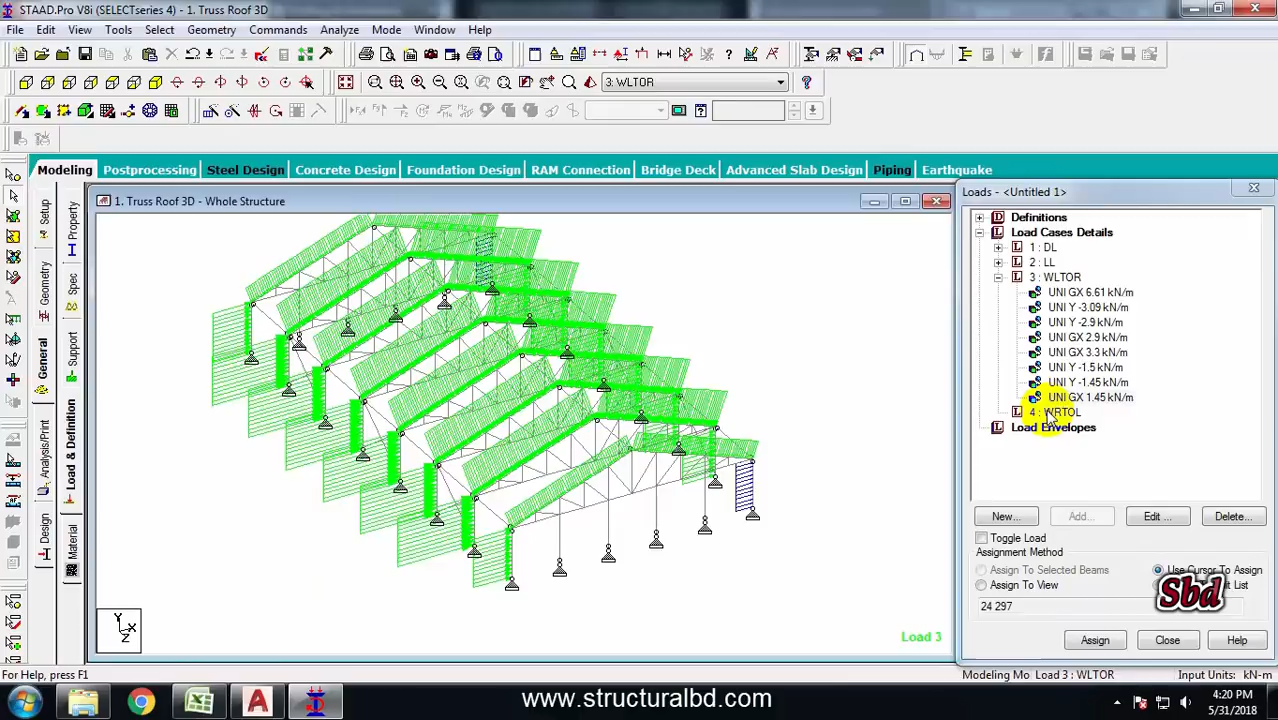 STAAD.Pro V8i (SELECTseries 4) - 1. Truss Roof 3D
File Edit View Tools Select Geometry Commands Analyze Mode Window Help
3: WLTOR
Modeling Postprocessing Steel Design Concrete Design Foundation Design RAM Connection Bridge Deck Advanced Slab Design Piping Earthquake
Setup
Geometry
General
Analysis/Print
Design
Property
Spec
Support
Load & Definition
Material
1. Truss Roof 3D - Whole Structure
Y
X
Z
Load 3
Loads - <Untitled 1>
Definitions
Load Cases Details
1 : DL
2 : LL
3 : WLTOR
UNI GX 6.61 kN/m
UNI Y -3.09 kN/m
UNI Y -2.9 kN/m
UNI GX 2.9 kN/m
UNI GX 3.3 kN/m
UNI Y -1.5 kN/m
UNI Y -1.45 kN/m
UNI GX 1.45 kN/m
4 : WRTOL
Load Envelopes
New... Add... Edit ... Delete...
Toggle Load
Assignment Method
Assign To Selected Beams Use Cursor To Assign
Assign To View t List
Sbd
24 297
Assign Close Help
For Help, press F1
Modeling Mo Load 3 : WLTOR Input Units: kN-m
www.structuralbd.com
4:20 PM
5/31/2018